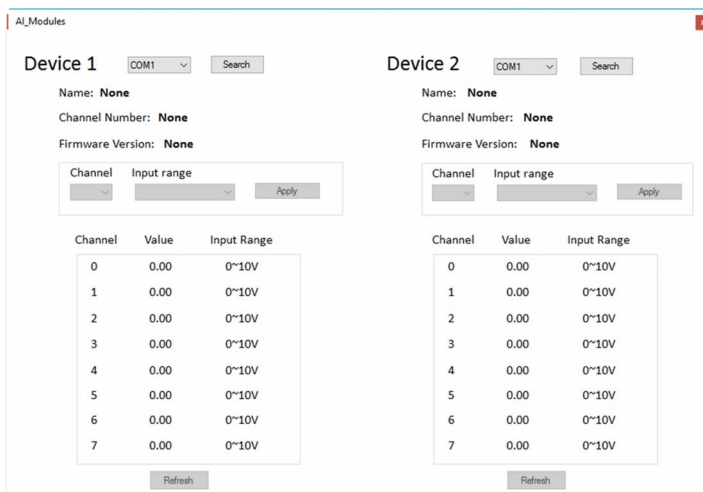 AI_Modules
Device 1 COM1 Search
Name: None
Channel Number: None
Firmware Version: None
Channel Input range
Apply
Channel Value Input Range
0 0.00 0~10V
1 0.00 0~10V
2 0.00 0~10V
3 0.00 0~10V
4 0.00 0~10V
5 0.00 0~10V
6 0.00 0~10V
7 0.00 0~10V
Refresh
Device 2 COM1 Search
Name: None
Channel Number: None
Firmware Version: None
Channel Input range
Apply
Channel Value Input Range
0 0.00 0~10V
1 0.00 0~10V
2 0.00 0~10V
3 0.00 0~10V
4 0.00 0~10V
5 0.00 0~10V
6 0.00 0~10V
7 0.00 0~10V
Refresh